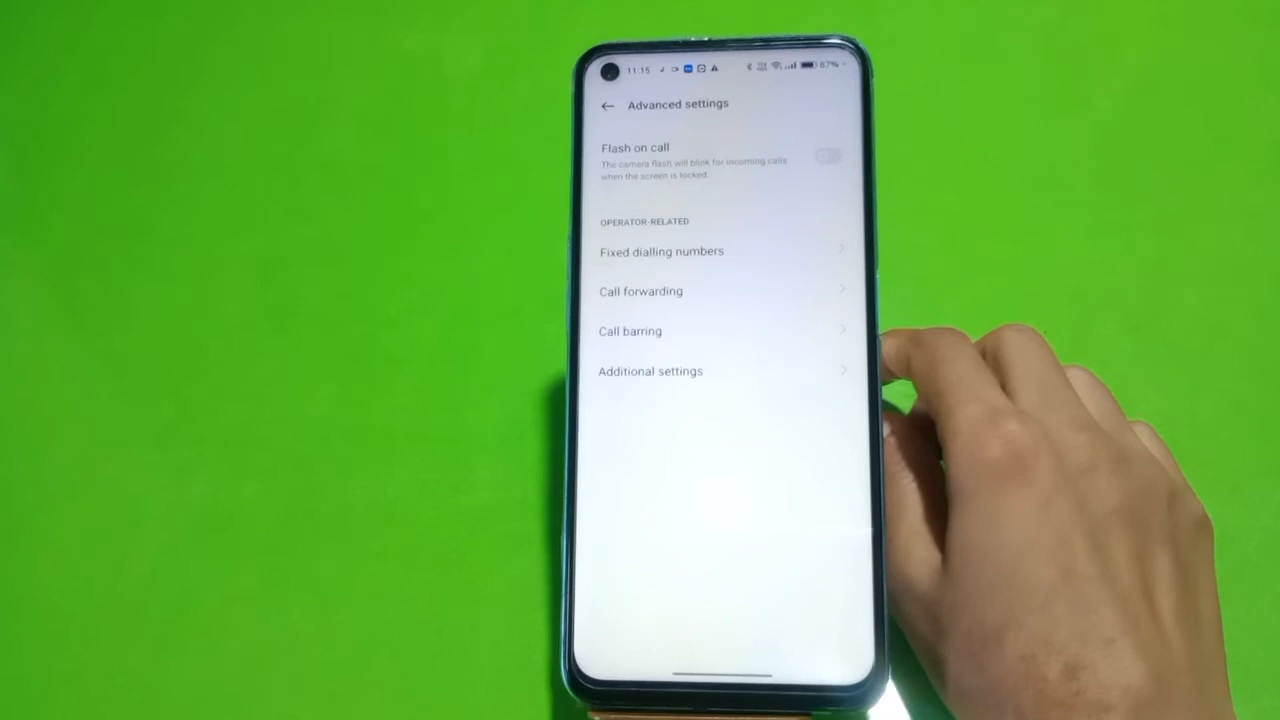 11:15
87%
Advanced settings
Flash on call
The camera flash will blink for incoming calls
when the screen is locked.
OPERATOR-RELATED
Fixed dialling numbers
Call forwarding
Call barring
Additional settings